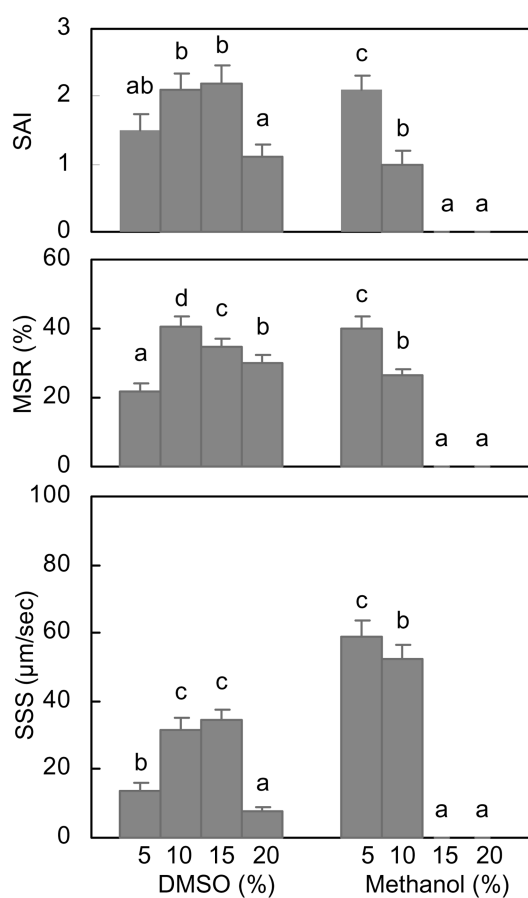 3
2
1
0
SAI
ab b b a c b a a
60
40
20
0
MSR (%)
a d c b c b a a
100
80
60
40
20
0
SSS (μm/sec)
b c c a c b a a
5 10 15 20 5 10 15 20
DMSO (%) Methanol (%)